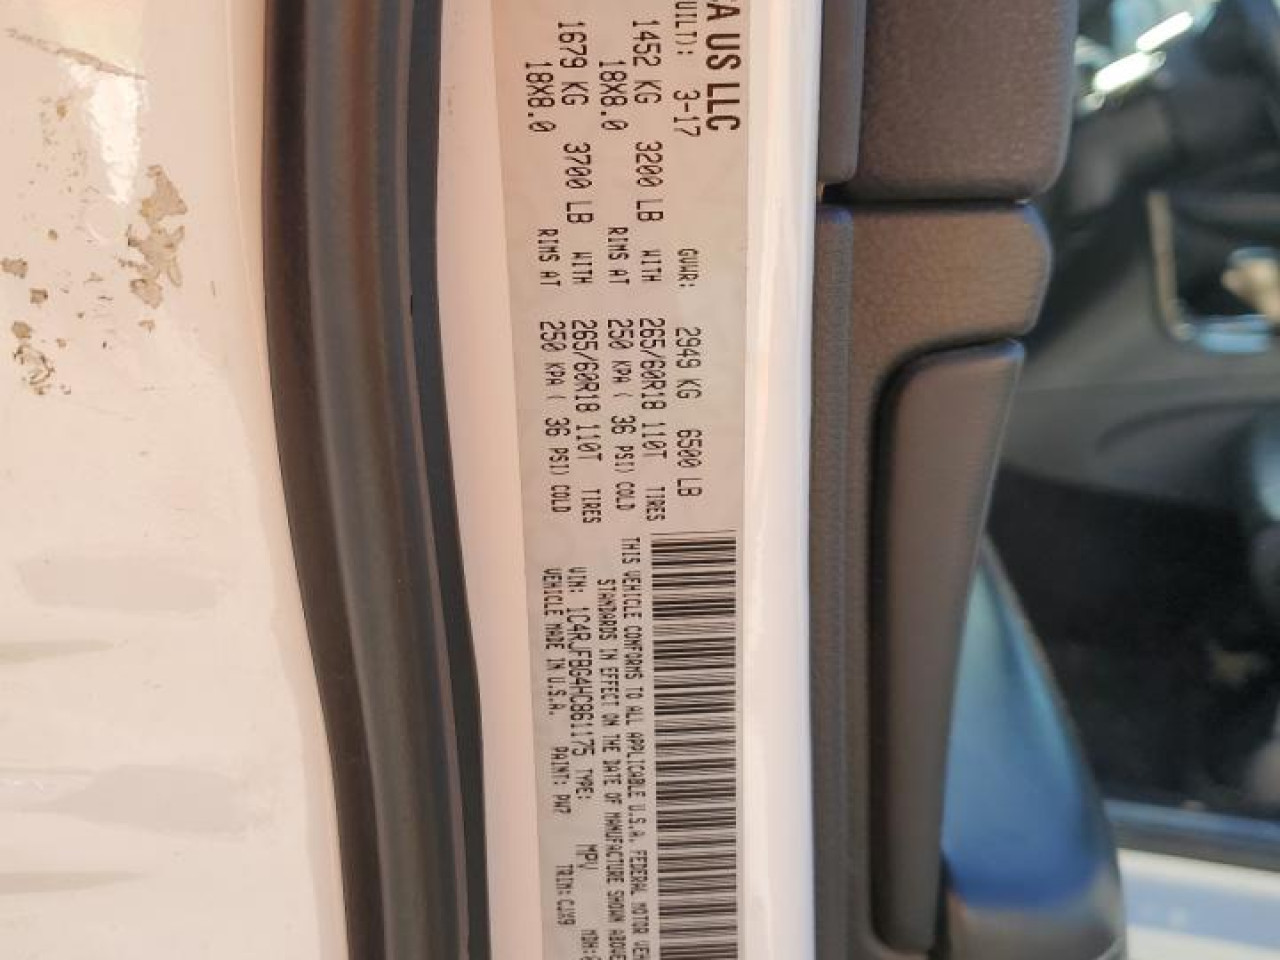 A US LLC
UILT): 3-17
GVWR: 2949 KG 6500 LB
1452 KG 3200 LB WITH 265/60R18 110T TIRES
18X8.0 RIMS AT 250 KPA ( 36 PSI) COLD
1679 KG 3700 LB WITH 265/60R18 110T TIRES
18X8.0 RIMS AT 250 KPA ( 36 PSI) COLD
THIS VEHICLE CONFORMS TO ALL APPLICABLE U.S.A. FEDERAL MOTOR VEH
STANDARDS IN EFFECT ON THE DATE OF MANUFACTURE SHOWN ABOVE
VIN: 1C4RJFBG4HC861175 TYPE: MPV MDH:0
VEHICLE MADE IN U.S.A. PAINT: PW7 TRIM: CJX9